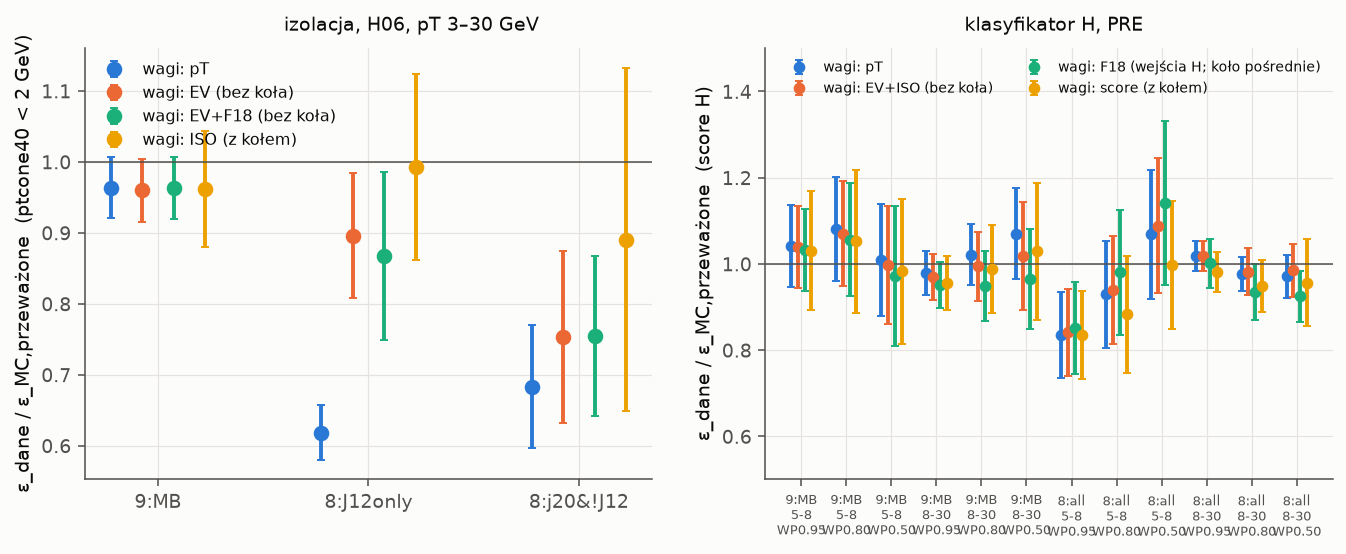 izolacja, H06, pT 3–30 GeV
ε_dane / ε_MC,przeważone  (ptcone40 < 2 GeV)
wagi: pT
wagi: EV (bez koła)
wagi: EV+F18 (bez koła)
wagi: ISO (z kołem)
1.1
1.0
0.9
0.8
0.7
0.6
9:MB
8:J12only
8:j20&!J12
klasyfikator H, PRE
ε_dane / ε_MC,przeważone  (score H)
wagi: pT
wagi: EV+ISO (bez koła)
wagi: F18 (wejścia H; koło pośrednie)
wagi: score (z kołem)
1.4
1.2
1.0
0.8
0.6
9:MB 9:MB 9:MB 9:MB 9:MB 9:MB 8:all 8:all 8:all 8:all 8:all 8:all
5-8 5-8 5-8 8-30 8-30 8-30 5-8 5-8 5-8 8-30 8-30 8-30
WP0.95 WP0.80 WP0.50 WP0.95 WP0.80 WP0.50 WP0.95 WP0.80 WP0.50 WP0.95 WP0.80 WP0.50